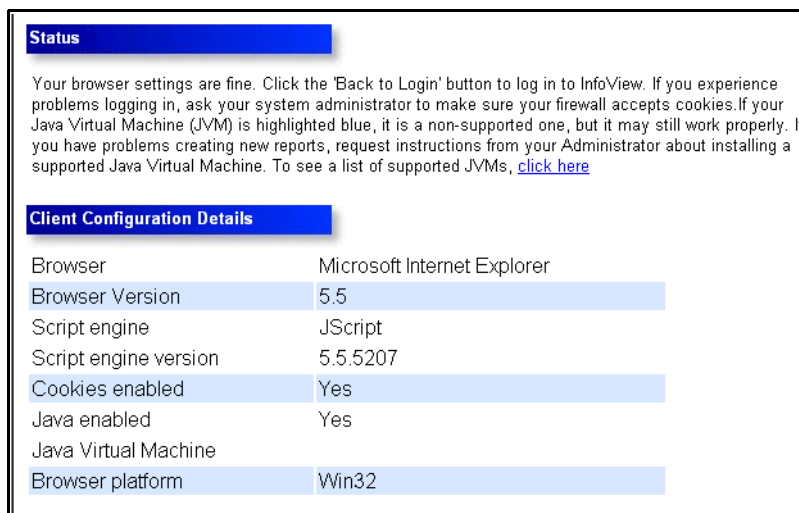 Status
Your browser settings are fine. Click the 'Back to Login' button to log in to InfoView. If you experience
problems logging in, ask your system administrator to make sure your firewall accepts cookies.If your
Java Virtual Machine (JVM) is highlighted blue, it is a non-supported one, but it may still work properly. I
you have problems creating new reports, request instructions from your Administrator about installing a
supported Java Virtual Machine. To see a list of supported JVMs, click here
Client Configuration Details
Browser Microsoft Internet Explorer
Browser Version 5.5
Script engine JScript
Script engine version 5.5.5207
Cookies enabled Yes
Java enabled Yes
Java Virtual Machine
Browser platform Win32